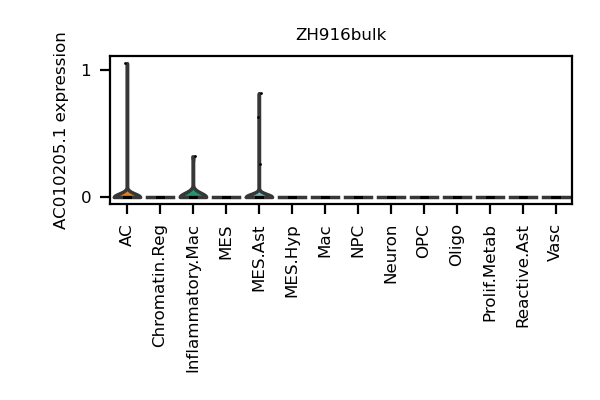 ZH916bulk
AC010205.1 expression
1
0
AC
Chromatin.Reg
Inflammatory.Mac
MES
MES.Ast
MES.Hyp
Mac
NPC
Neuron
OPC
Oligo
Prolif.Metab
Reactive.Ast
Vasc